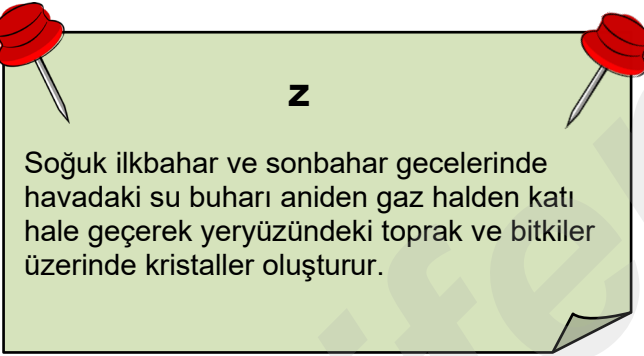 z
Soğuk ilkbahar ve sonbahar gecelerinde
havadaki su buharı aniden gaz halden katı
hale geçerek yeryüzündeki toprak ve bitkiler
üzerinde kristaller oluşturur.